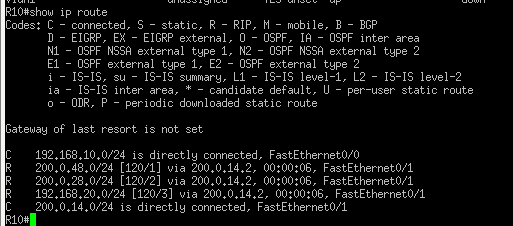 R10#show ip route
Codes: C - connected, S - static, R - RIP, M - mobile, B - BGP
D - EIGRP, EX - EIGRP external, O - OSPF, IA - OSPF inter area
N1 - OSPF NSSA external type 1, N2 - OSPF NSSA external type 2
E1 - OSPF external type 1, E2 - OSPF external type 2
i - IS-IS, su - IS-IS summary, L1 - IS-IS level-1, L2 - IS-IS level-2
ia - IS-IS inter area, * - candidate default, U - per-user static route
o - ODR, P - periodic downloaded static route
Gateway of last resort is not set
C 192.168.10.0/24 is directly connected, FastEthernet0/0
R 200.0.48.0/24 [120/1] via 200.0.14.2, 00:00:06, FastEthernet0/1
R 200.0.28.0/24 [120/2] via 200.0.14.2, 00:00:06, FastEthernet0/1
R 192.168.20.0/24 [120/3] via 200.0.14.2, 00:00:06, FastEthernet0/1
C 200.0.14.0/24 is directly connected, FastEthernet0/1
R10#